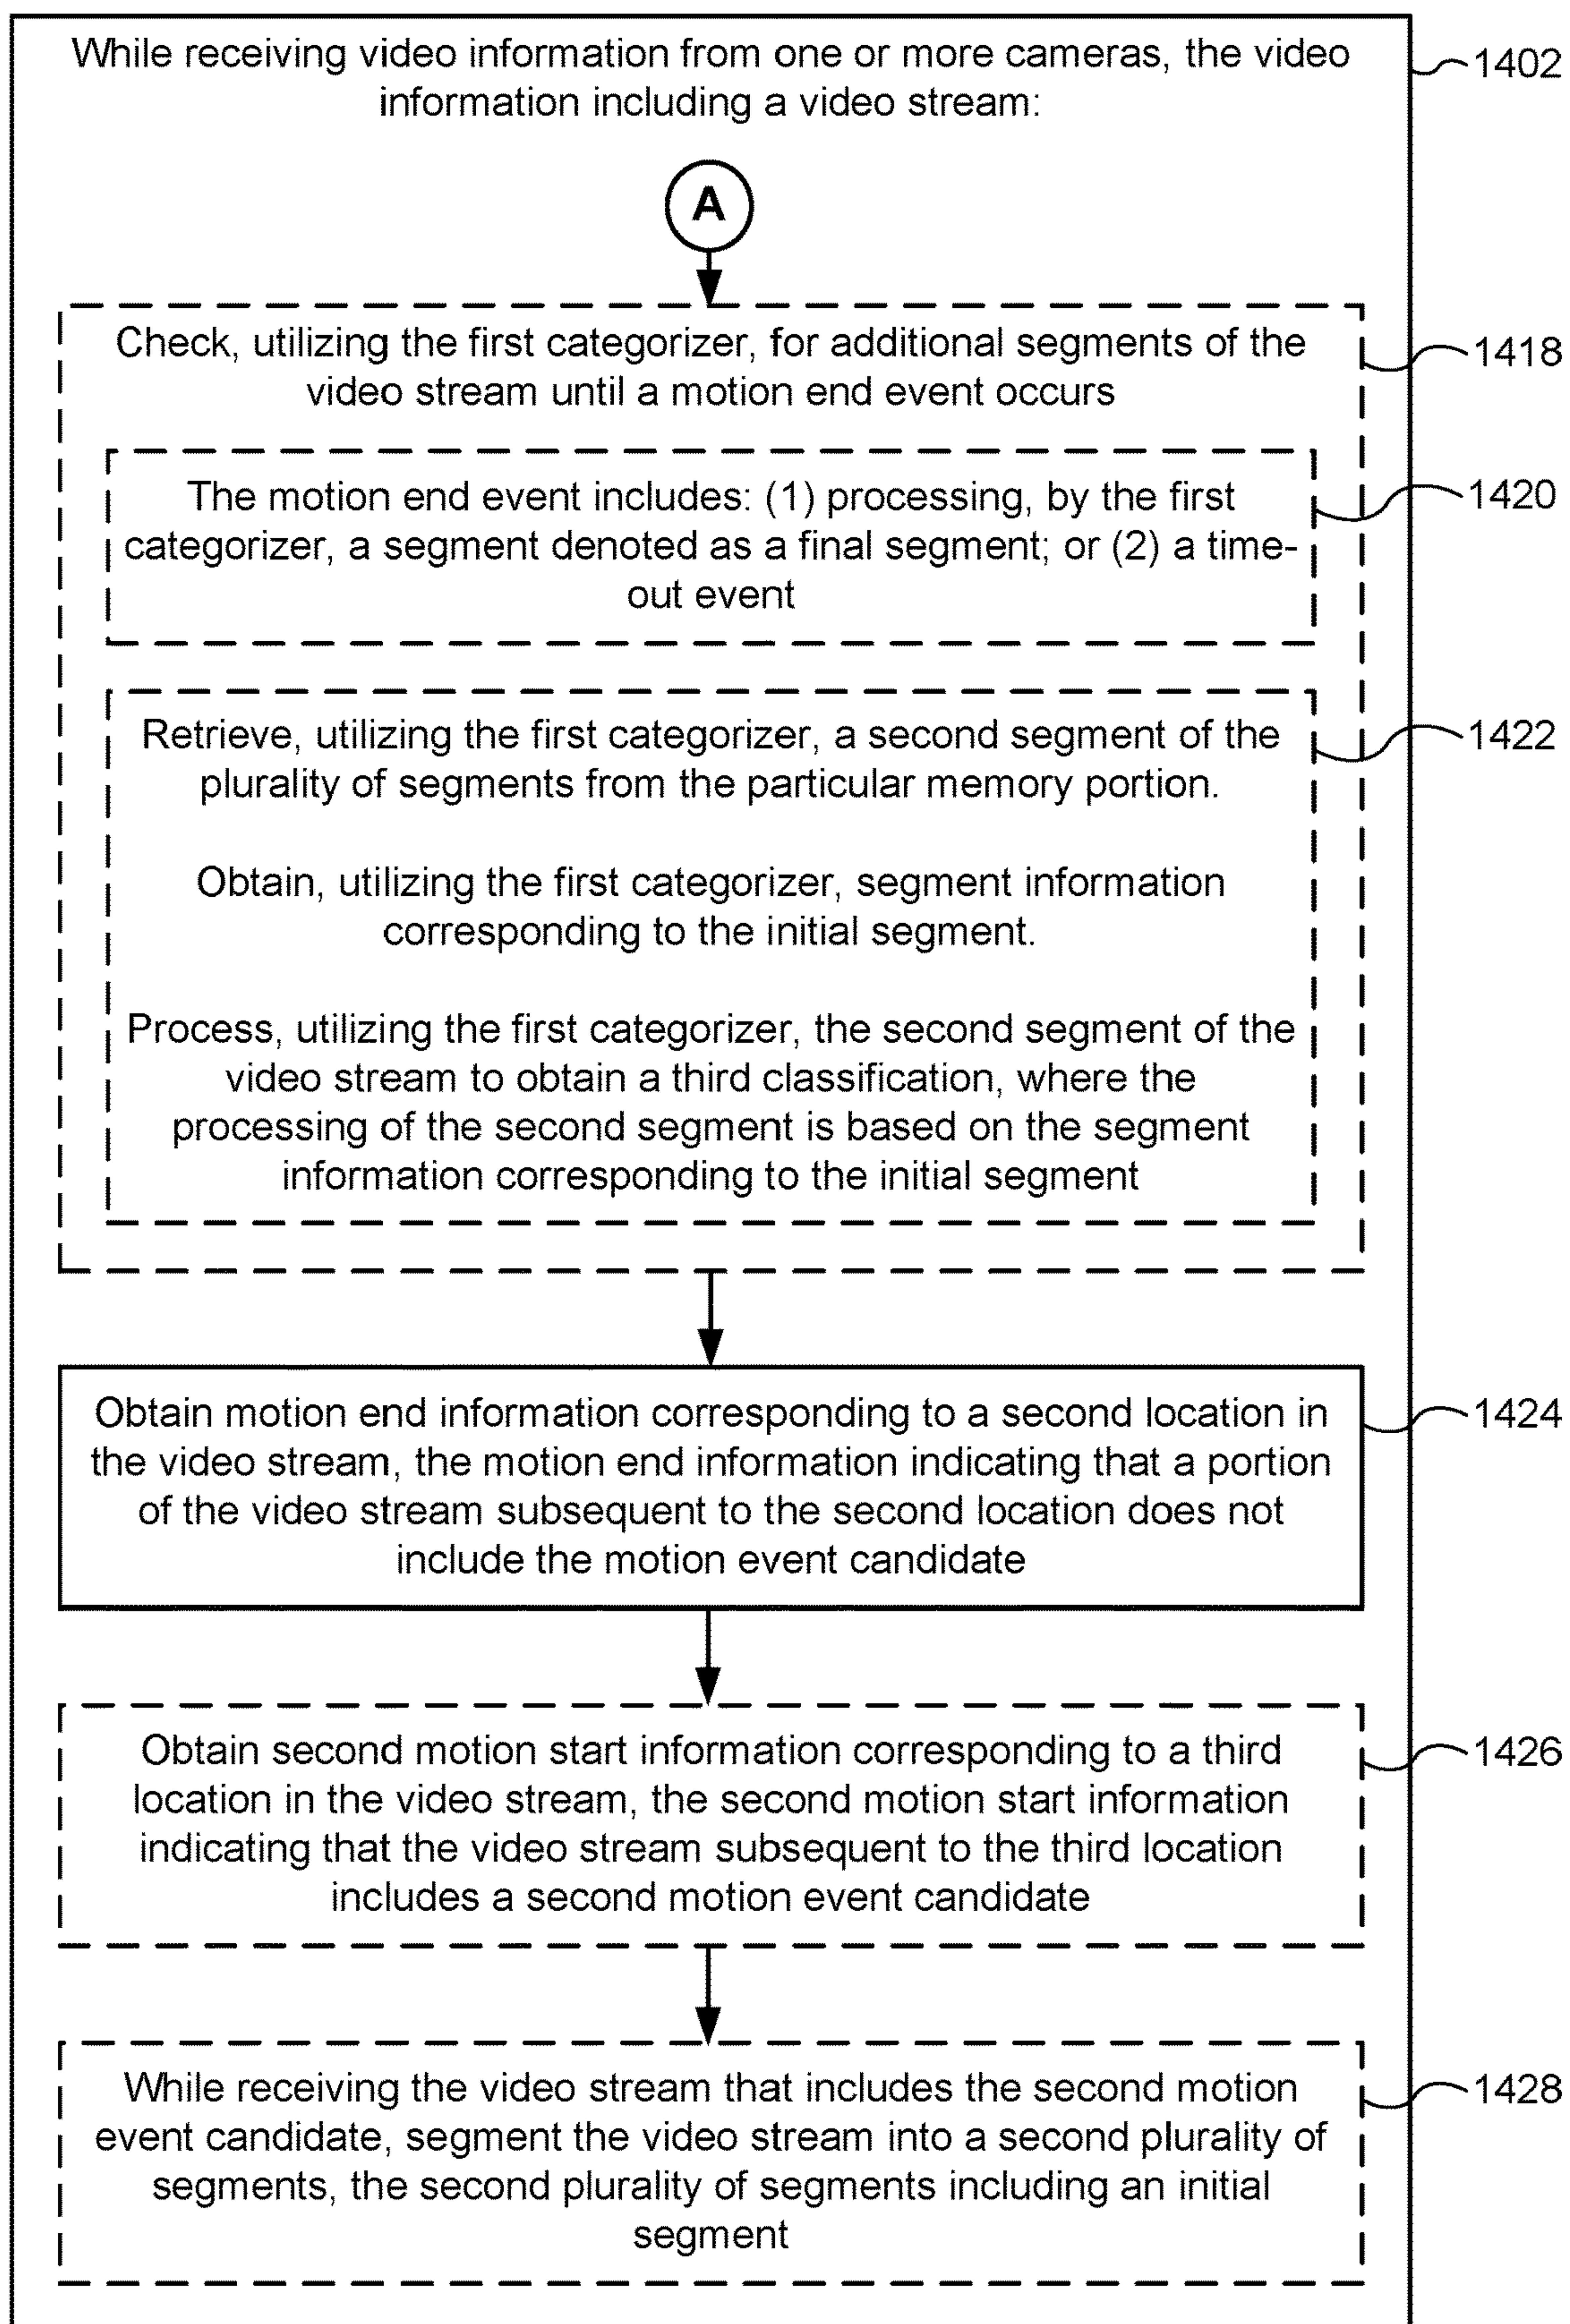 While receiving video information from one or more cameras, the video
information including a video stream:
1402
A
Check, utilizing the first categorizer, for additional segments of the
video stream until a motion end event occurs
1418
The motion end event includes: (1) processing, by the first
categorizer, a segment denoted as a final segment; or (2) a time-
out event
1420
Retrieve, utilizing the first categorizer, a second segment of the
plurality of segments from the particular memory portion.
1422
Obtain, utilizing the first categorizer, segment information
corresponding to the initial segment.
Process, utilizing the first categorizer, the second segment of the
video stream to obtain a third classification, where the
processing of the second segment is based on the segment
information corresponding to the initial segment
Obtain motion end information corresponding to a second location in
the video stream, the motion end information indicating that a portion
of the video stream subsequent to the second location does not
include the motion event candidate
1424
Obtain second motion start information corresponding to a third
location in the video stream, the second motion start information
indicating that the video stream subsequent to the third location
includes a second motion event candidate
1426
While receiving the video stream that includes the second motion
event candidate, segment the video stream into a second plurality of
segments, the second plurality of segments including an initial
segment
1428